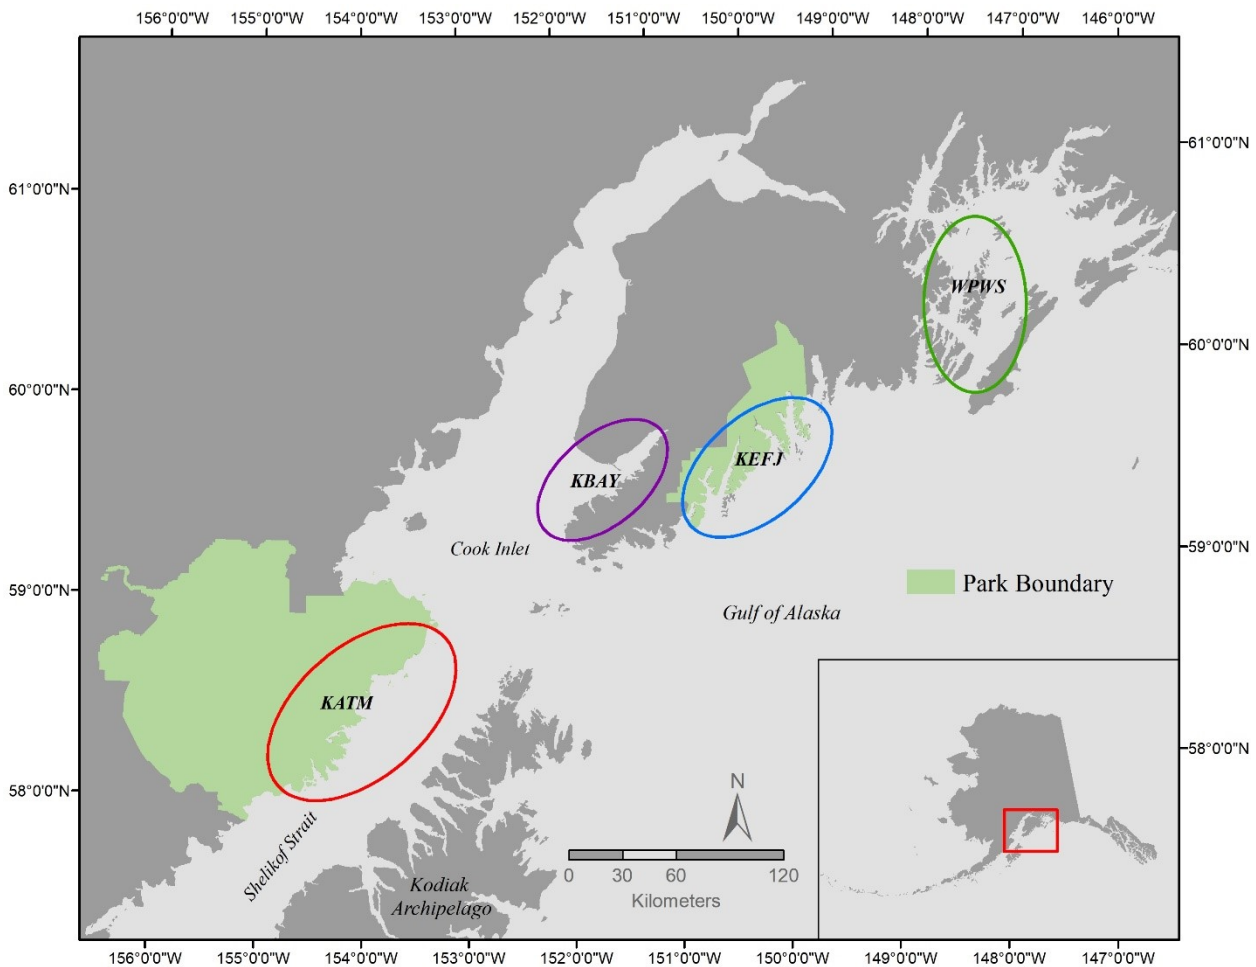 156°0'0"W 155°0'0"W 154°0'0"W 153°0'0"W 152°0'0"W 151°0'0"W 150°0'0"W 149°0'0"W 148°0'0"W 147°0'0"W 146°0'0"W
61°0'0"N
61°0'0"N
WPWS
60°0'0"N
60°0'0"N
KEFJ
KBAY
Cook Inlet
59°0'0"N
59°0'0"N
Park Boundary
Gulf of Alaska
KATM
58°0'0"N
58°0'0"N
N
Shelikof Strait
Kodiak
Archipelago
0 30 60 120
Kilometers
156°0'0"W 155°0'0"W 154°0'0"W 153°0'0"W 152°0'0"W 151°0'0"W 150°0'0"W 149°0'0"W 148°0'0"W 147°0'0"W